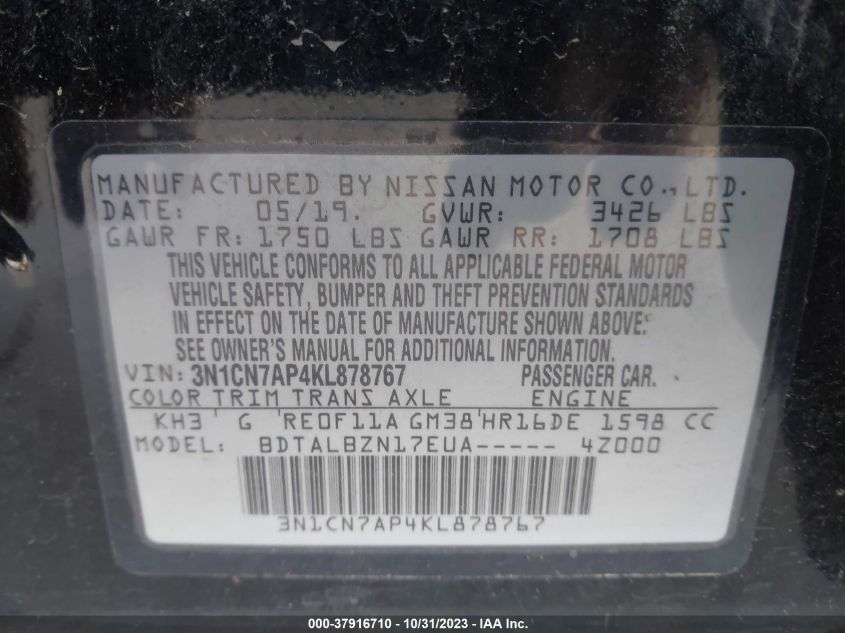 MANUFACTURED BY NISSAN MOTOR CO.,LTD.
DATE: 05/19. GVWR: 3426 LBS
GAWR FR: 1750 LBS GAWR RR: 1708 LBS
THIS VEHICLE CONFORMS TO ALL APPLICABLE FEDERAL MOTOR
VEHICLE SAFETY, BUMPER AND THEFT PREVENTION STANDARDS
IN EFFECT ON THE DATE OF MANUFACTURE SHOWN ABOVE.
SEE OWNER'S MANUAL FOR ADDITIONAL INFORMATION.
VIN: 3N1CN7AP4KL878767 PASSENGER CAR.
COLOR TRIM TRANS AXLE ENGINE
KH3 G RE0F11A GM38 HR16DE 1598 CC
MODEL: BDTALBZN17EUA----- 4Z000
3N1CN7AP4KL878767
000-37916710 - 10/31/2023 - IAA Inc.